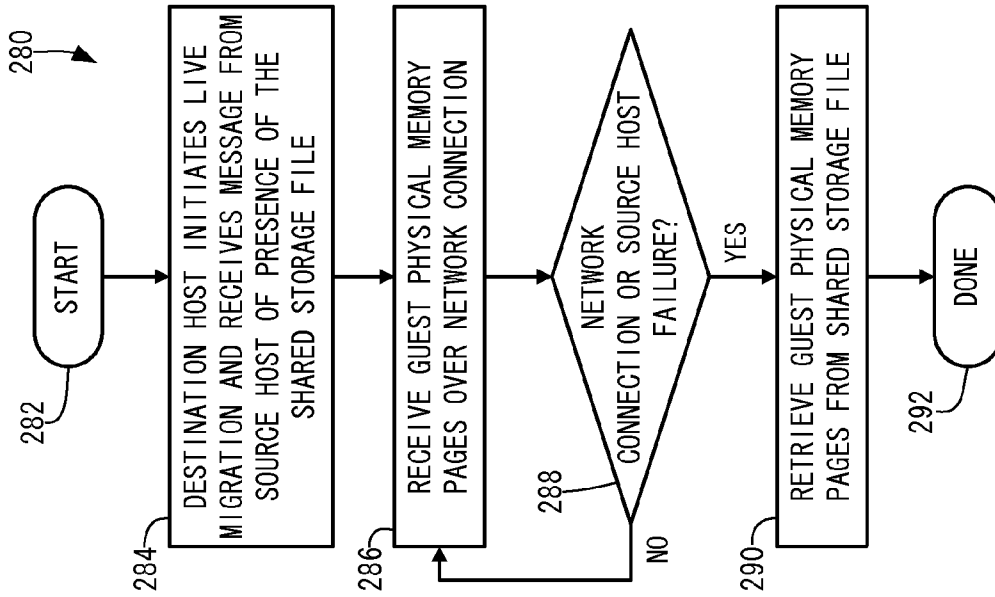 280
START
282
DESTINATION HOST INITIATES LIVE
MIGRATION AND RECEIVES MESSAGE FROM
SOURCE HOST OF PRESENCE OF THE
SHARED STORAGE FILE
284
RECEIVE GUEST PHYSICAL MEMORY
PAGES OVER NETWORK CONNECTION
286
NETWORK
CONNECTION OR SOURCE HOST
FAILURE?
288
NO
YES
RETRIEVE GUEST PHYSICAL MEMORY
PAGES FROM SHARED STORAGE FILE
290
DONE
292